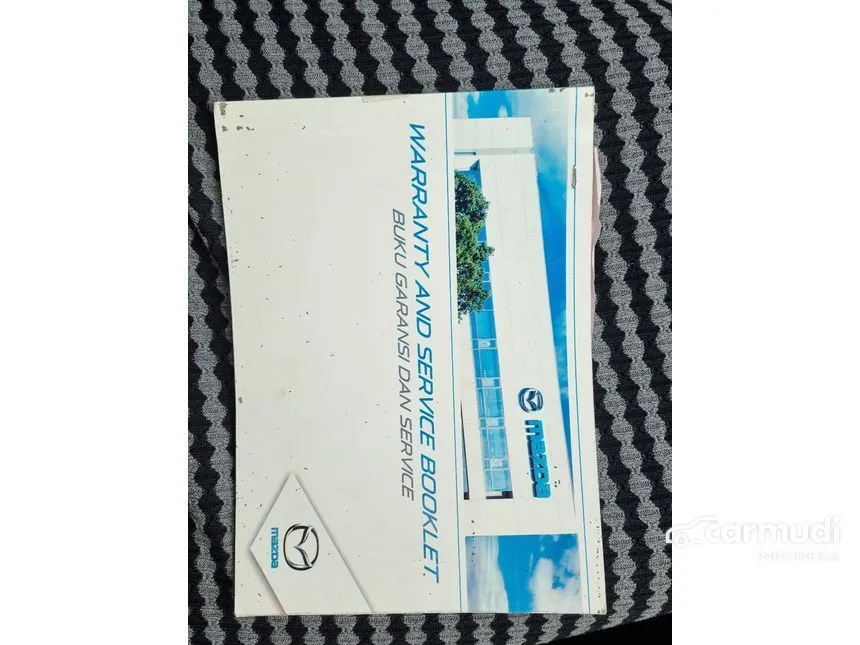 mazda
WARRANTY AND SERVICE BOOKLET
BUKU GARANSI DAN SERVICE
mazda
carmudi
INDONESIA